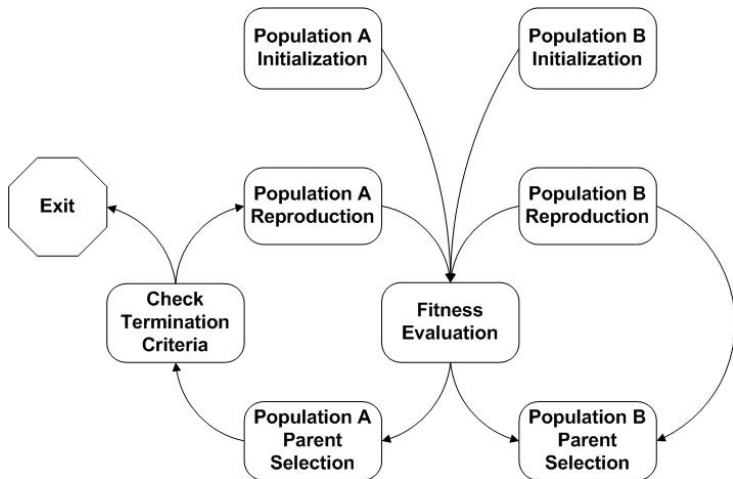 Population A
Initialization
Population B
Initialization
Exit
Population A
Reproduction
Population B
Reproduction
Check
Termination
Criteria
Fitness
Evaluation
Population A
Parent
Selection
Population B
Parent
Selection